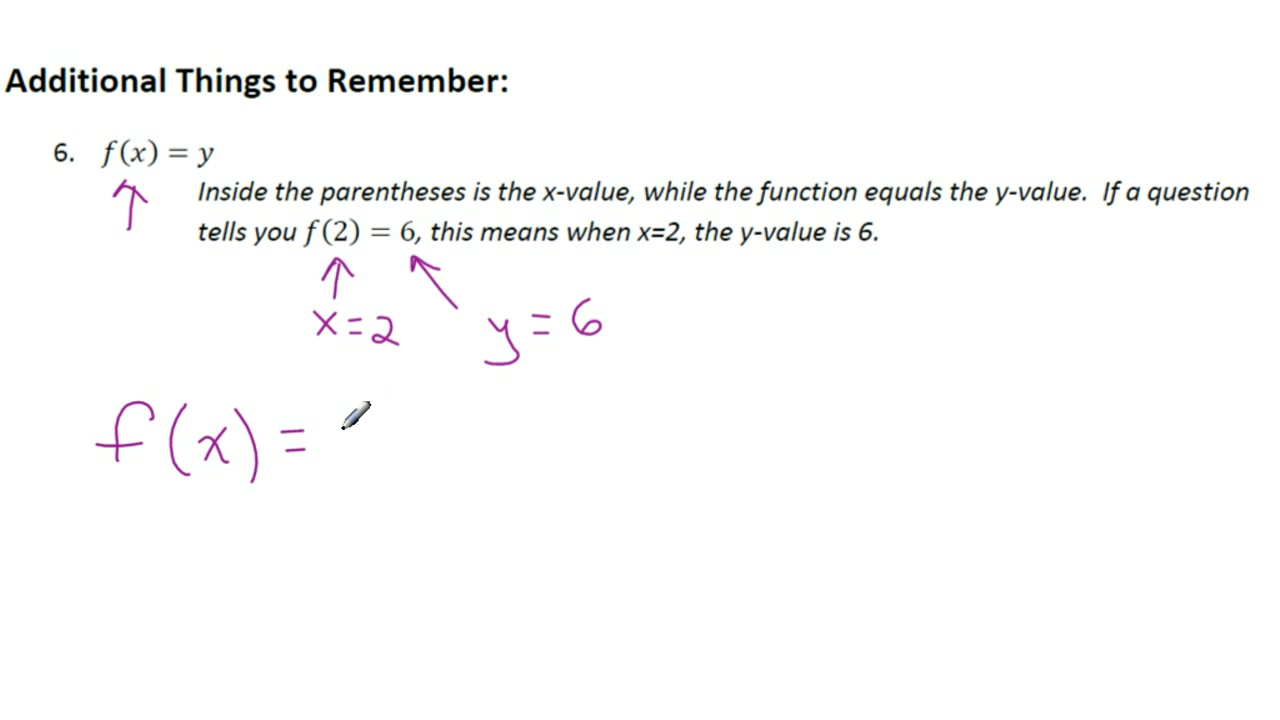 Additional Things to Remember:
6. f(x) = y
Inside the parentheses is the x-value, while the function equals the y-value. If a question
tells you f(2) = 6, this means when x=2, the y-value is 6.
x=2 y=6
f(x)=